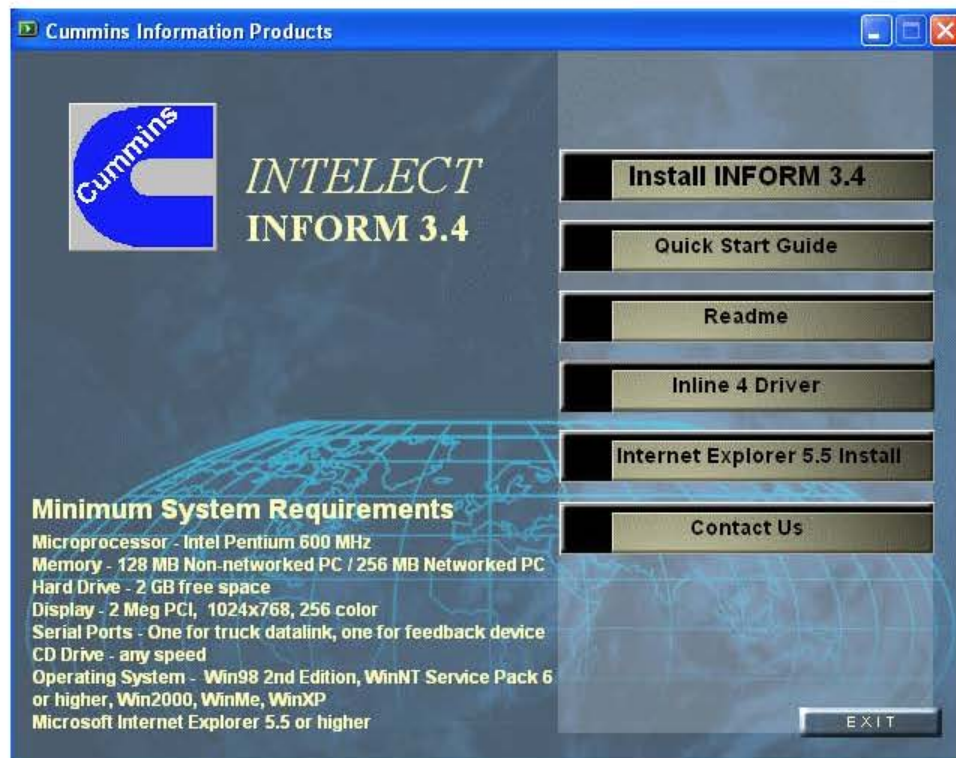 Cummins Information Products
Cummins
INTELECT
INFORM 3.4
Install INFORM 3.4
Quick Start Guide
Readme
Inline 4 Driver
Internet Explorer 5.5 Install
Contact Us
Minimum System Requirements
Microprocessor - Intel Pentium 600 MHz
Memory - 128 MB Non-networked PC / 256 MB Networked PC
Hard Drive - 2 GB free space
Display - 2 Meg PCI, 1024x768, 256 color
Serial Ports - One for truck datalink, one for feedback device
CD Drive - any speed
Operating System - Win98 2nd Edition, WinNT Service Pack 6
or higher, Win2000, WinMe, WinXP
Microsoft Internet Explorer 5.5 or higher
EXIT